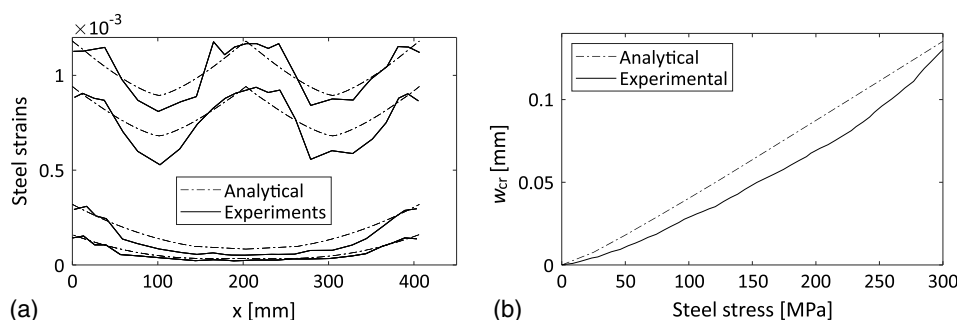 ×10⁻³
1
0.5
0
Steel strains
Analytical
Experiments
0 100 200 300 400
x [mm]
(a)
Analytical
Experimental
0.1
0.05
0
w_cr [mm]
0 50 100 150 200 250 300
Steel stress [MPa]
(b)